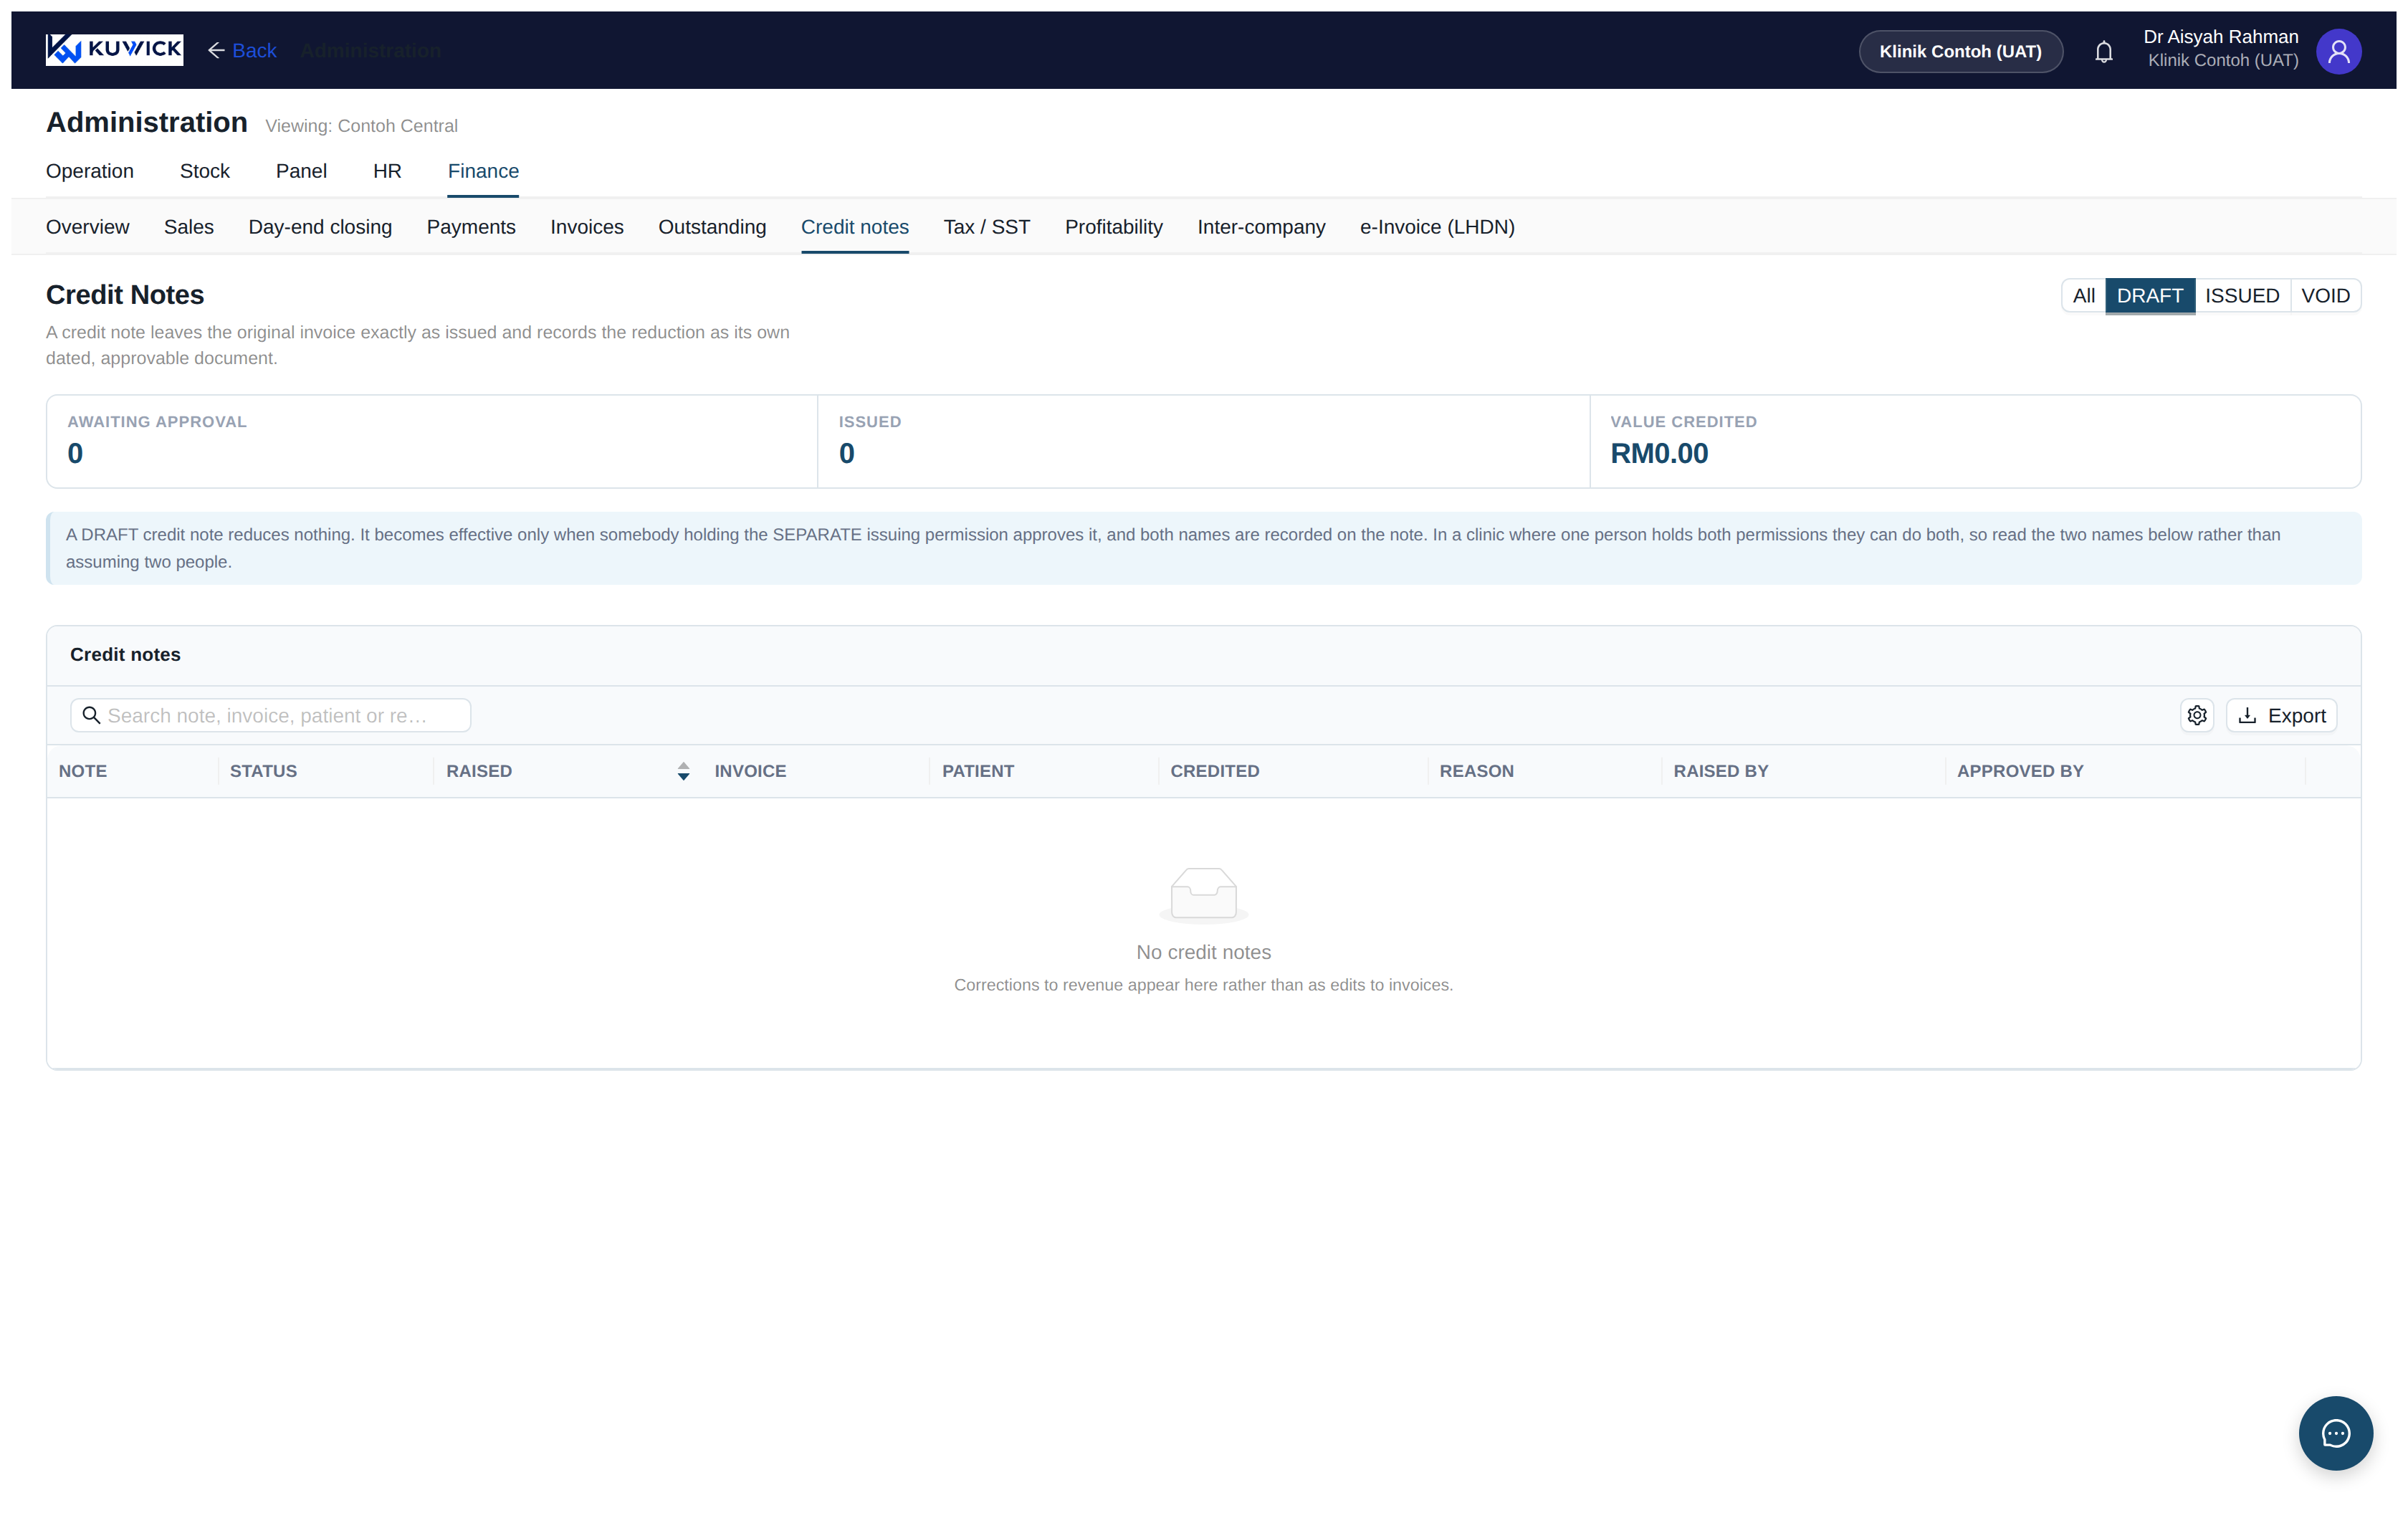 KUWICK
Back
Administration
Klinik Contoh (UAT)
Dr Aisyah Rahman
Klinik Contoh (UAT)
Administration
Viewing: Contoh Central
Operation
Stock
Panel
HR
Finance
Overview
Sales
Day-end closing
Payments
Invoices
Outstanding
Credit notes
Tax / SST
Profitability
Inter-company
e-Invoice (LHDN)
Credit Notes
All
DRAFT
ISSUED
VOID
A credit note leaves the original invoice exactly as issued and records the reduction as its own
dated, approvable document.
AWAITING APPROVAL
0
ISSUED
0
VALUE CREDITED
RM0.00
A DRAFT credit note reduces nothing. It becomes effective only when somebody holding the SEPARATE issuing permission approves it, and both names are recorded on the note. In a clinic where one person holds both permissions they can do both, so read the two names below rather than
assuming two people.
Credit notes
Search note, invoice, patient or re…
Export
NOTE
STATUS
RAISED
INVOICE
PATIENT
CREDITED
REASON
RAISED BY
APPROVED BY
No credit notes
Corrections to revenue appear here rather than as edits to invoices.